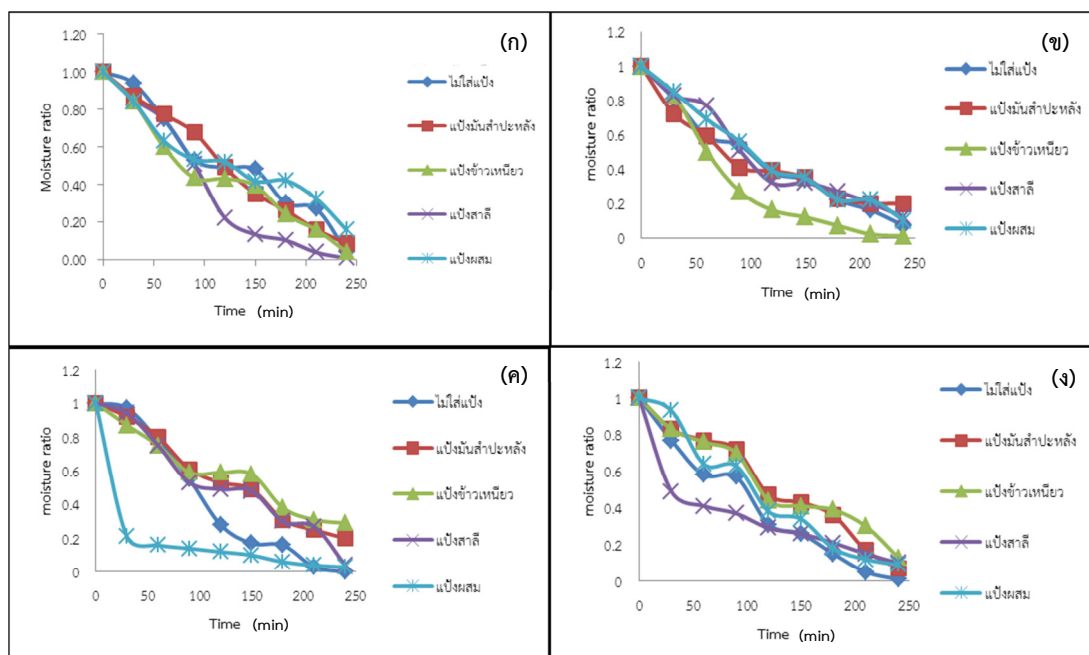 (ก)
1.20
1.00
0.80
0.60
0.40
0.20
0.00
Moisture ratio
0 50 100 150 200 250
Time (min)
ไม่ใส่แป้ง
แป้งมันสำปะหลัง
แป้งข้าวเหนียว
แป้งสาลี
แป้งผสม
(ข)
1.2
1
0.8
0.6
0.4
0.2
0
moisture ratio
0 50 100 150 200 250
Time (min)
ไม่ใส่แป้ง
แป้งมันสำปะหลัง
แป้งข้าวเหนียว
แป้งสาลี
แป้งผสม
(ค)
1.2
1
0.8
0.6
0.4
0.2
0
moisture ratio
0 50 100 150 200 250
Time (min)
ไม่ใส่แป้ง
แป้งมันสำปะหลัง
แป้งข้าวเหนียว
แป้งสาลี
แป้งผสม
(ง)
1.2
1
0.8
0.6
0.4
0.2
0
moisture ratio
0 50 100 150 200 250
Time (min)
ไม่ใส่แป้ง
แป้งมันสำปะหลัง
แป้งข้าวเหนียว
แป้งสาลี
แป้งผสม